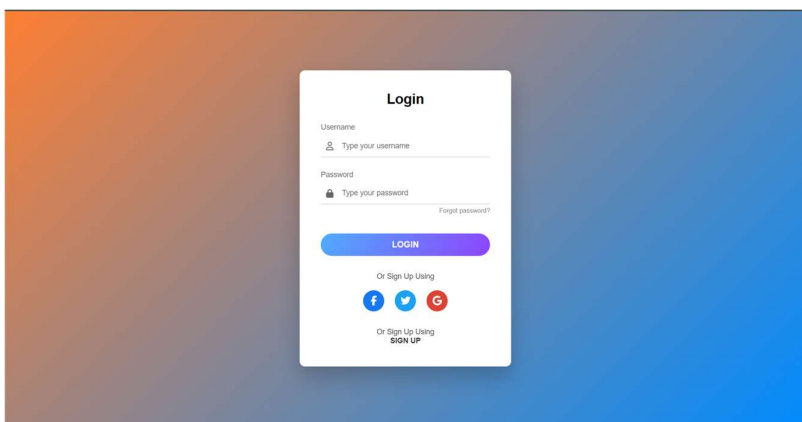 Login
Username
Type your username
Password
Type your password
Forgot password?
LOGIN
Or Sign Up Using
f G
Or Sign Up Using
SIGN UP